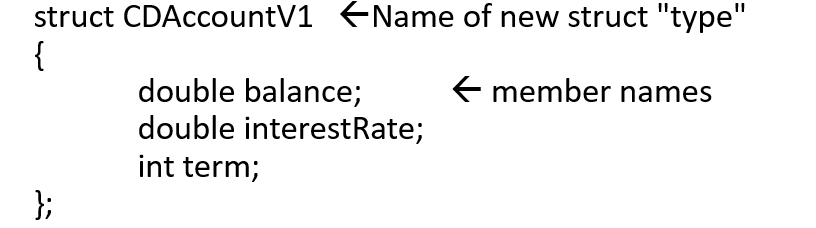 struct CDAccountV1 ←Name of new struct "type"
{
double balance; ← member names
double interestRate;
int term;
};